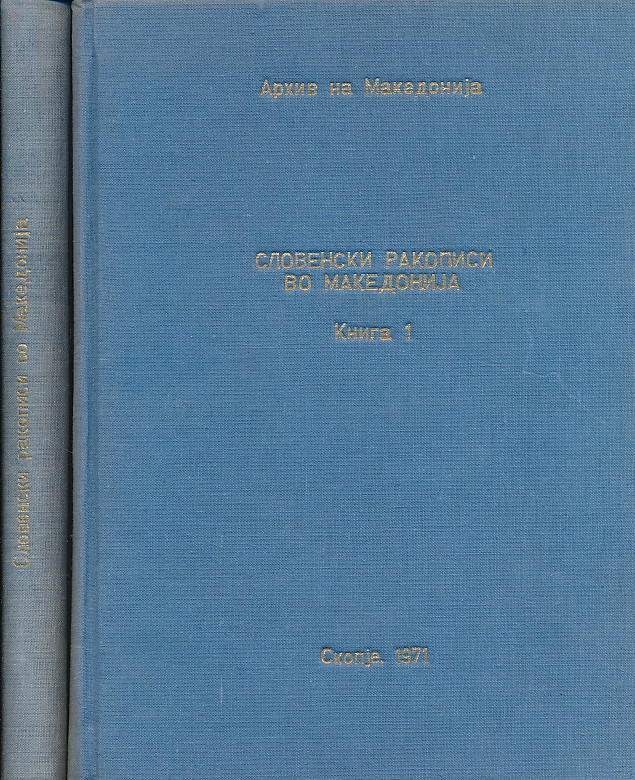 Словенски ракописи во Македонија
Архив на Македонија
СЛОВЕНСКИ РАКОПИСИ
ВО МАКЕДОНИЈА
Книга 1
Скопје, 1971